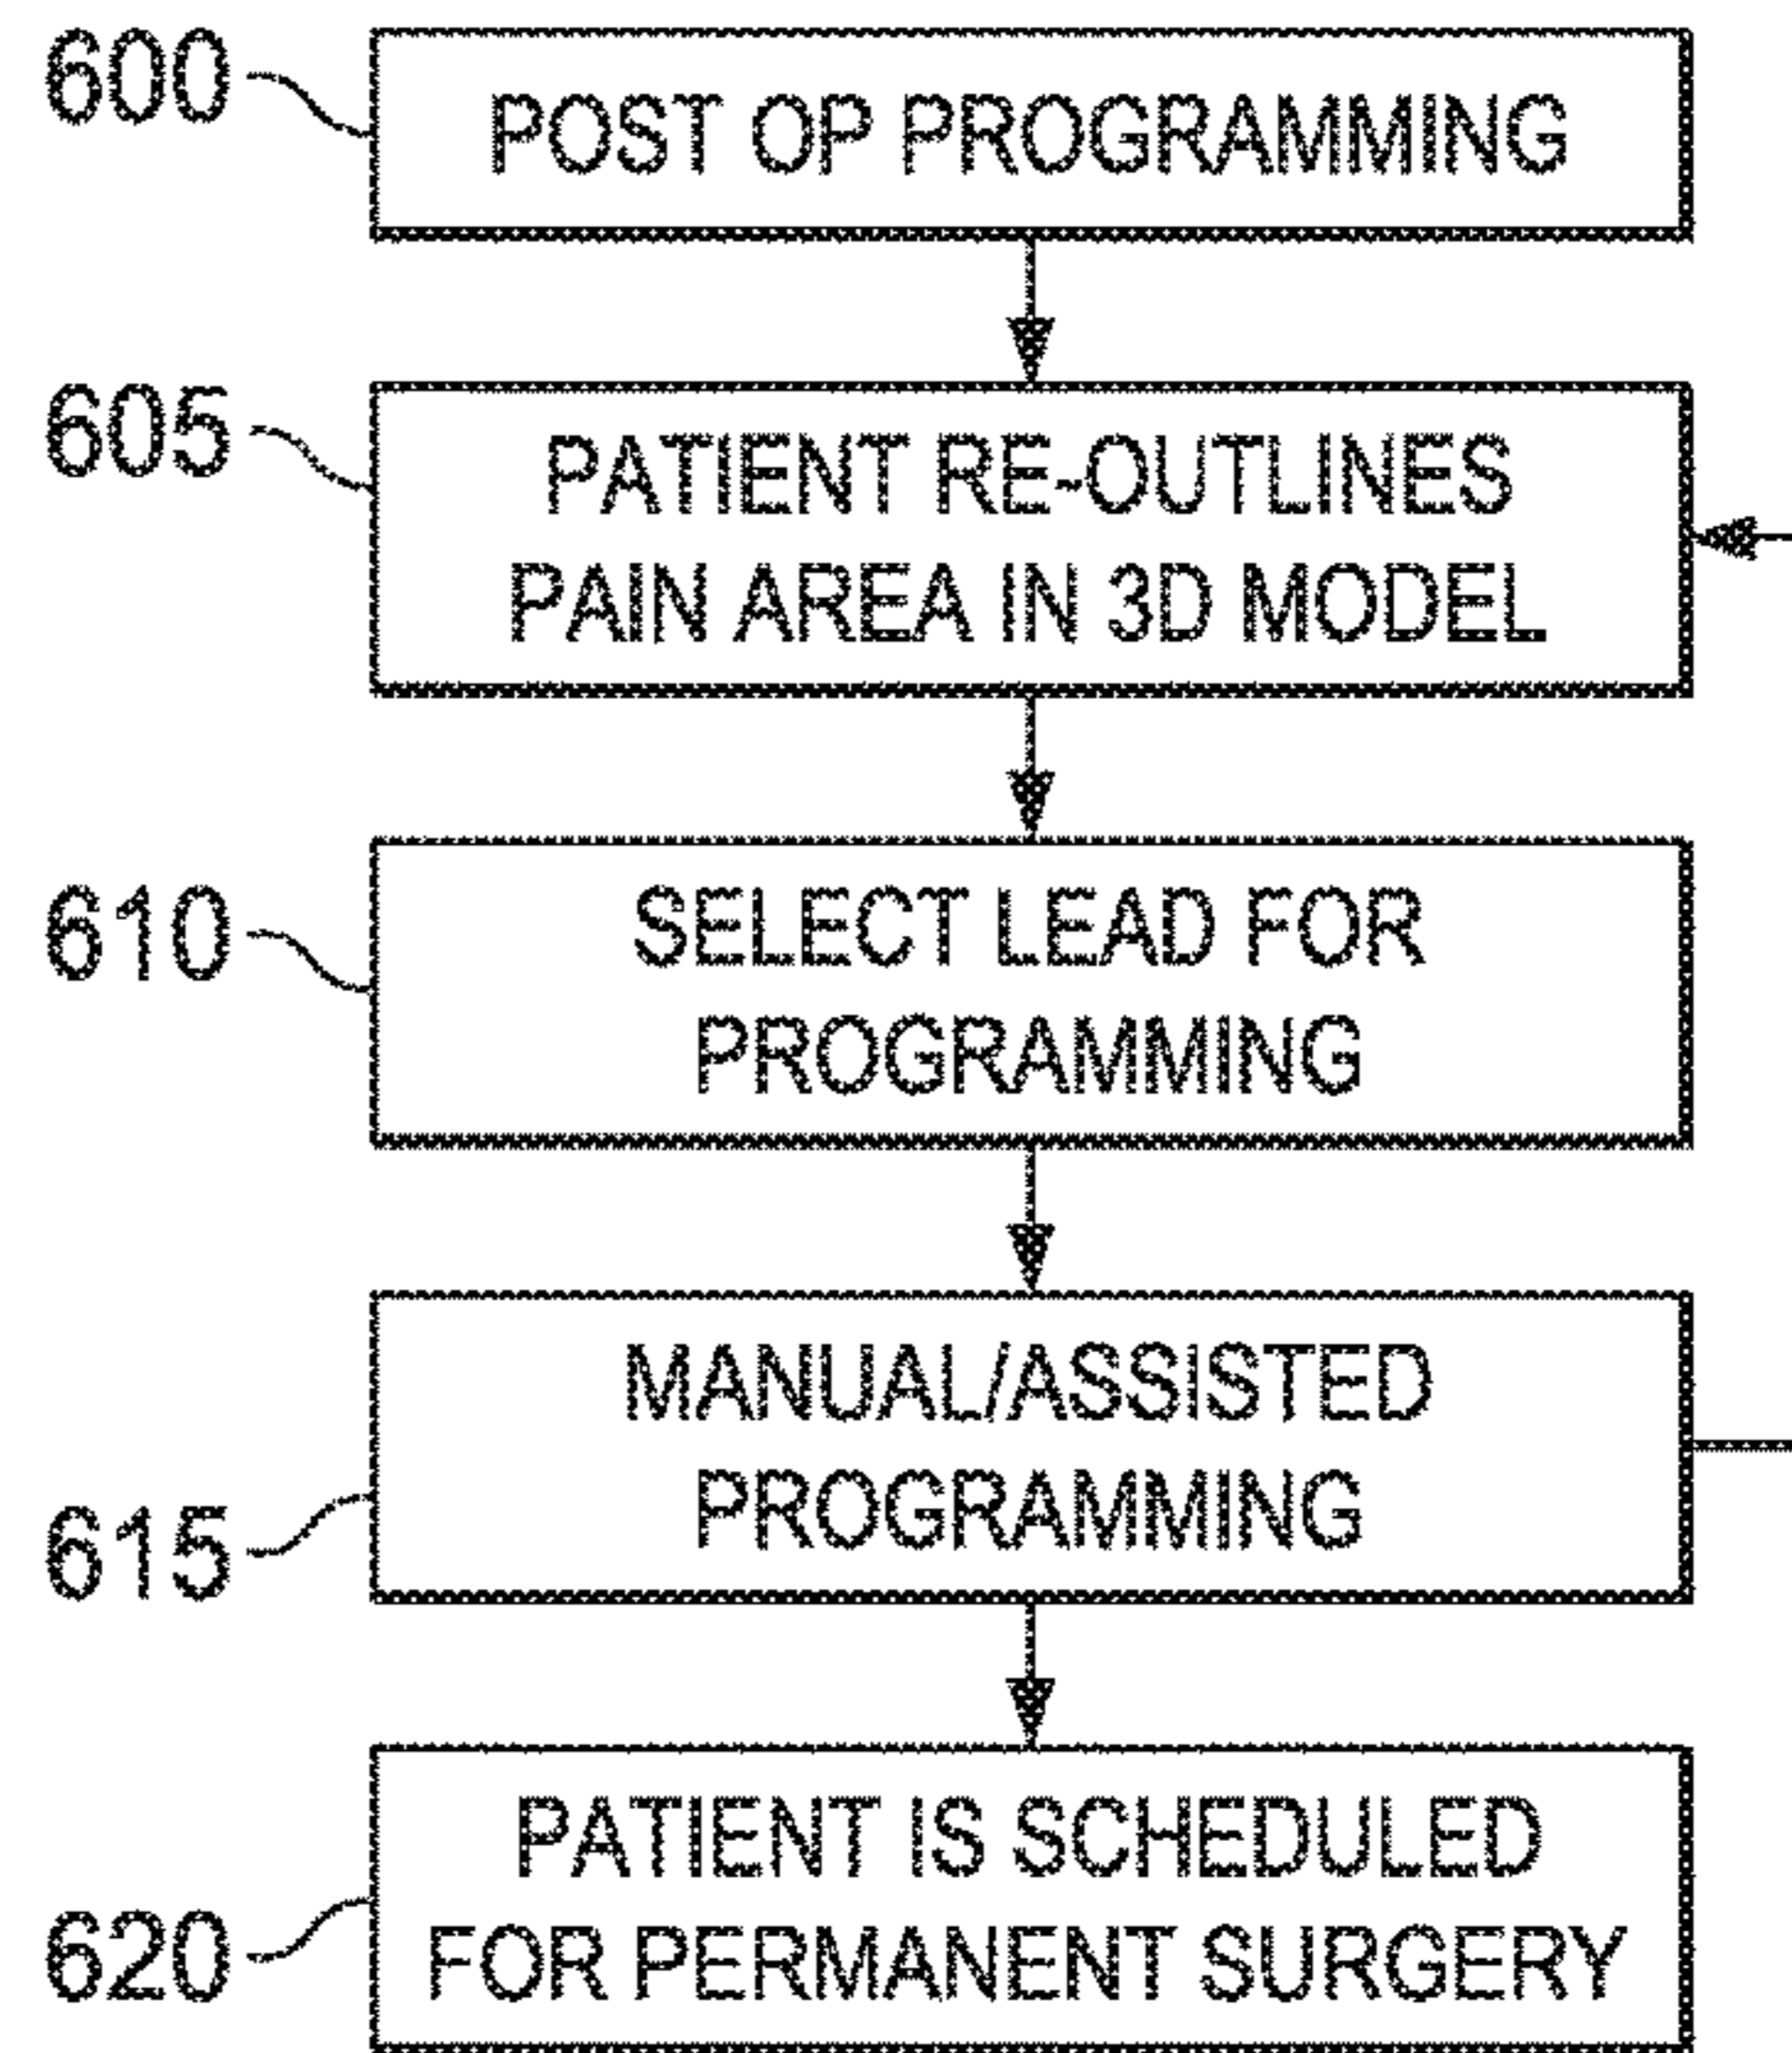 600
POST OP PROGRAMMING
605
PATIENT RE-OUTLINES
PAIN AREA IN 3D MODEL
610
SELECT LEAD FOR
PROGRAMMING
MANUAL/ASSISTED
PROGRAMMING
615
PATIENT IS SCHEDULED
FOR PERMANENT SURGERY
620